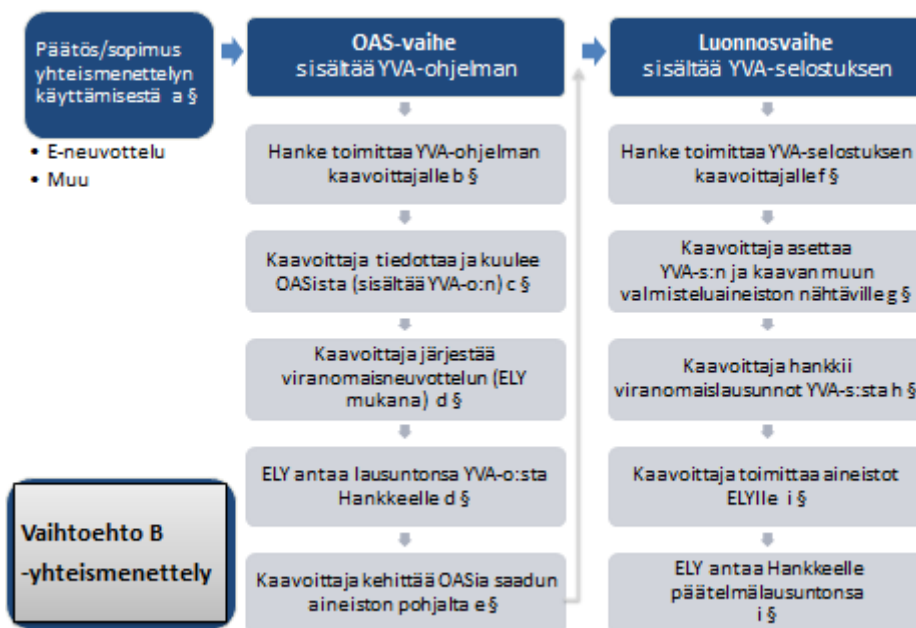 Päätös/sopimus
yhteismenettelyn
käyttämisestä a §
• E-neuvottelu
• Muu
Vaihtoehto B
-yhteismenettely
OAS-vaihe
sisältää YVA-ohjelman
Hanke toimittaa YVA-ohjelman
kaavoittajalle b §
Kaavoittaja tiedottaa ja kuulee
OASista (sisältää YVA-o:n) c §
Kaavoittaja järjestää
viranomaisneuvottelun (ELY
mukana) d §
ELY antaa lausuntonsa YVA-o:sta
Hankkeelle d §
Kaavoittaja kehittää OASia saadun
aineiston pohjalta e §
Luonnosvaihe
sisältää YVA-selostuksen
Hanke toimittaa YVA-selostuksen
kaavoittajalle f §
Kaavoittaja asettaa
YVA-s:n ja kaavan muun
valmisteluaineiston nähtäville g §
Kaavoittaja hankkii
viranomaislausunnot YVA-s:sta h §
Kaavoittaja toimittaa aineistot
ELYlle i §
ELY antaa Hankkeelle
päätelmälausuntonsa
i §